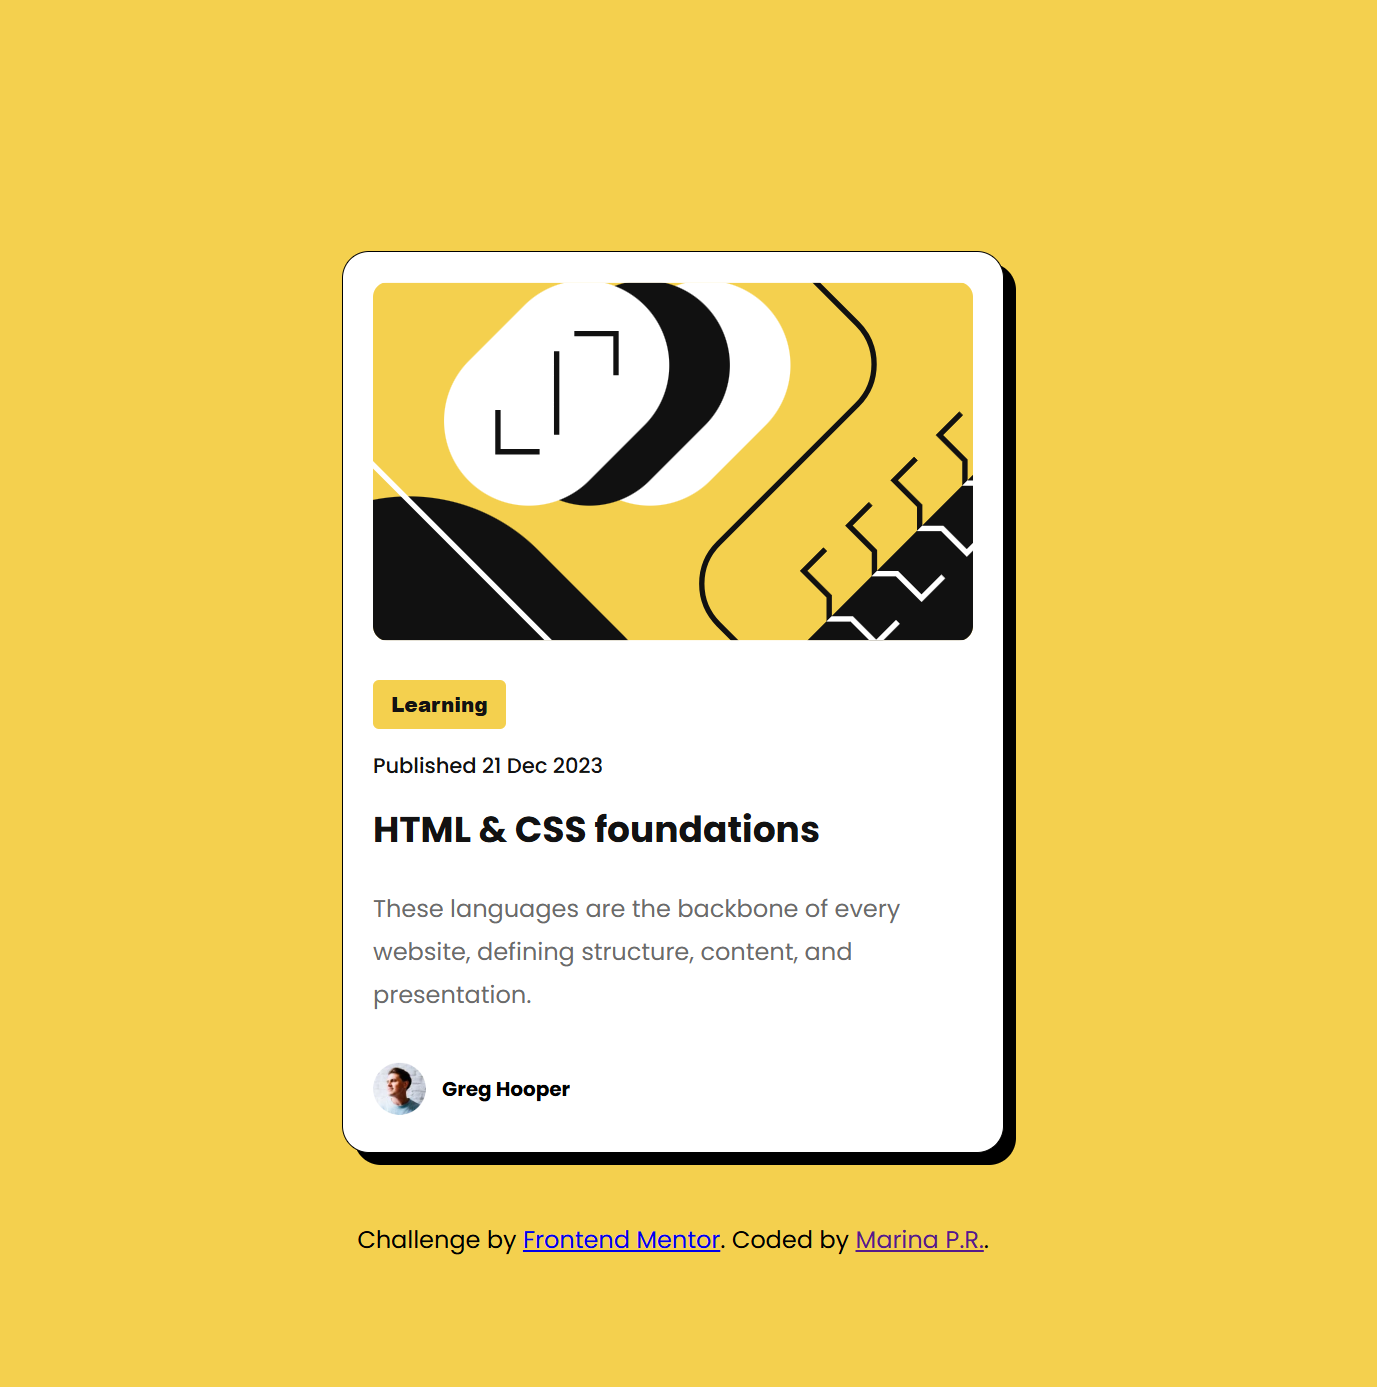 Learning
Published 21 Dec 2023
HTML & CSS foundations
These languages are the backbone of every
website, defining structure, content, and
presentation.
Greg Hooper
Challenge by Frontend Mentor. Coded by Marina P.R..